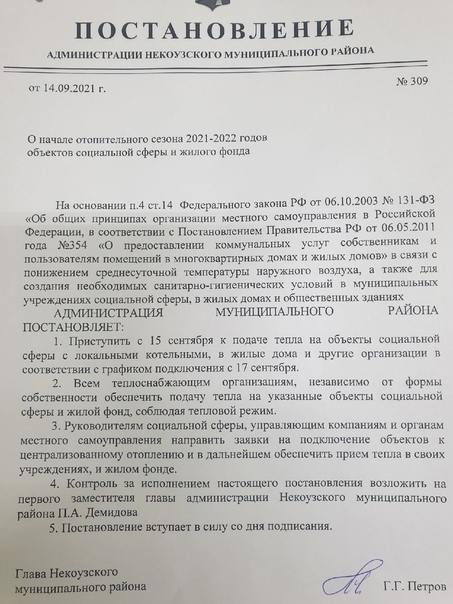 ПОСТАНОВЛЕНИЕ
АДМИНИСТРАЦИИ НЕКОУЗСКОГО МУНИЦИПАЛЬНОГО РАЙОНА
от 14.09.2021 г.
№ 309
О начале отопительного сезона 2021-2022 годов
объектов социальной сферы и жилого фонда
На основании п.4 ст.14 Федерального закона РФ от 06.10.2003 № 131-ФЗ
«Об общих принципах организации местного самоуправления в Российской
Федерации, в соответствии с Постановлением Правительства РФ от 06.05.2011
года №354 «О предоставлении коммунальных услуг собственникам и
пользователям помещений в многоквартирных домах и жилых домов» в связи с
понижением среднесуточной температуры наружного воздуха, а также для
создания необходимых санитарно-гигиенических условий в муниципальных
учреждениях социальной сферы, в жилых домах и общественных зданиях
АДМИНИСТРАЦИЯ МУНИЦИПАЛЬНОГО РАЙОНА
ПОСТАНОВЛЯЕТ:
1. Приступить с 15 сентября к подаче тепла на объекты социальной
сферы с локальными котельными, в жилые дома и другие организации в
соответствии с графиком подключения с 17 сентября.
2. Всем теплоснабжающим организациям, независимо от формы
собственности обеспечить подачу тепла на указанные объекты социальной
сферы и жилой фонд, соблюдая тепловой режим.
3. Руководителям социальной сферы, управляющим компаниям и органам
местного самоуправления направить заявки на подключение объектов к
централизованному отоплению и в дальнейшем обеспечить прием тепла в своих
учреждениях, и жилом фонде.
4. Контроль за исполнением настоящего постановления возложить на
первого заместителя главы администрации Некоузского муниципального
района П.А. Демидова
5. Постановление вступает в силу со дня подписания.
Глава Некоузского
муниципального района
Г.Г. Петров